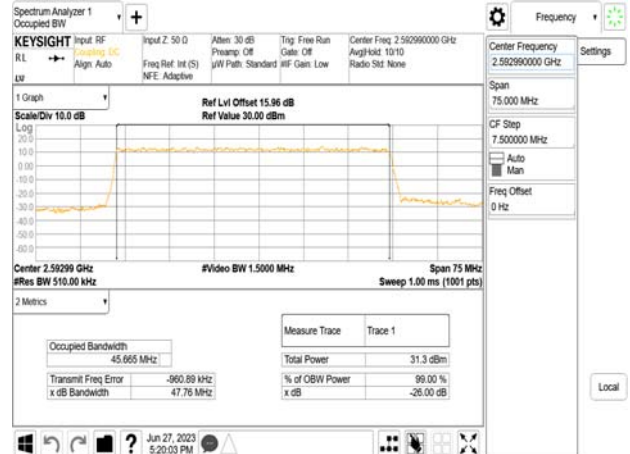 Spectrum Analyzer 1
Occupied BW
Frequency
KEYSIGHT
Input: RF
Coupling: DC
Align: Auto
Input Z: 50 Ω
Freq Ref: Int (S)
NFE: Adaptive
Atten: 30 dB
Preamp: Off
µW Path: Standard
Trig: Free Run
Gate: Off
#IF Gain: Low
Center Freq: 2.592990000 GHz
Avg|Hold: 10/10
Radio Std: None
RL
Center Frequency
2.592990000 GHz
Settings
Span
75.000 MHz
CF Step
7.500000 MHz
Auto
Man
Freq Offset
0 Hz
Local
1 Graph
Scale/Div 10.0 dB
Ref Lvl Offset 15.96 dB
Ref Value 30.00 dBm
Log
20.0
10.0
0.00
-10.0
-20.0
-30.0
-40.0
-50.0
-60.0
Center 2.59299 GHz
#Video BW 1.5000 MHz
Span 75 MHz
#Res BW 510.00 kHz
Sweep 1.00 ms (1001 pts)
2 Metrics
Measure Trace Trace 1
Occupied Bandwidth
45.665 MHz
Total Power 31.3 dBm
Transmit Freq Error -960.89 kHz
% of OBW Power 99.00 %
x dB Bandwidth 47.76 MHz
x dB -26.00 dB
Jun 27, 2023
5:20:03 PM